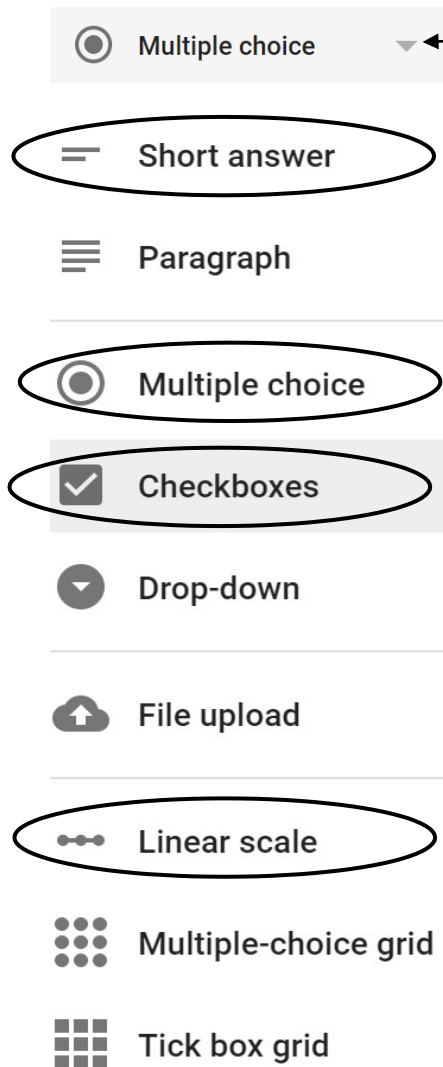 Multiple choice
Short answer
Paragraph
Multiple choice
Checkboxes
Drop-down
File upload
Linear scale
Multiple-choice grid
Tick box grid